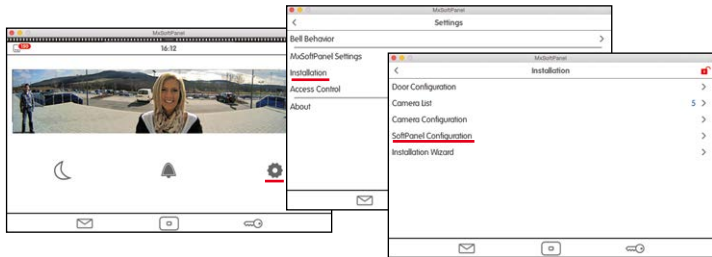 MxSoftPanel
16:12
MxSoftPanel
Settings
Bell Behavior
MxSoftPanel Settings
Installation
Access Control
About
MxSoftPanel
Installation
Door Configuration
Camera List 5
Camera Configuration
SoftPanel Configuration
Installation Wizard